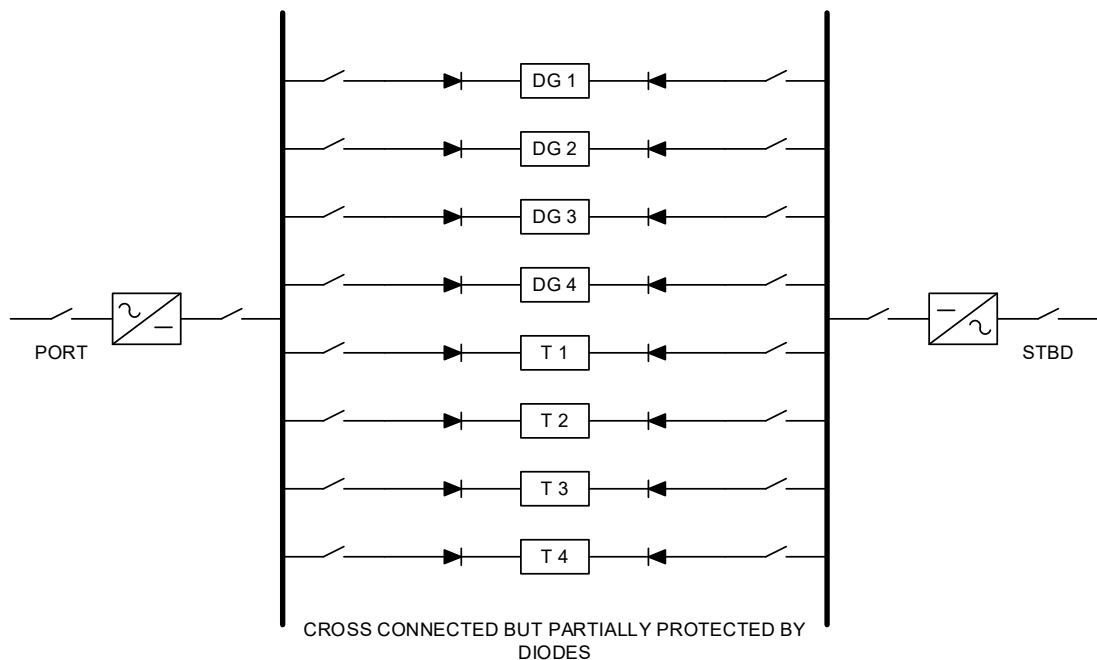 DG 1
DG 2
DG 3
DG 4
PORT
T 1
STBD
T 2
T 3
T 4
CROSS CONNECTED BUT PARTIALLY PROTECTED BY
DIODES